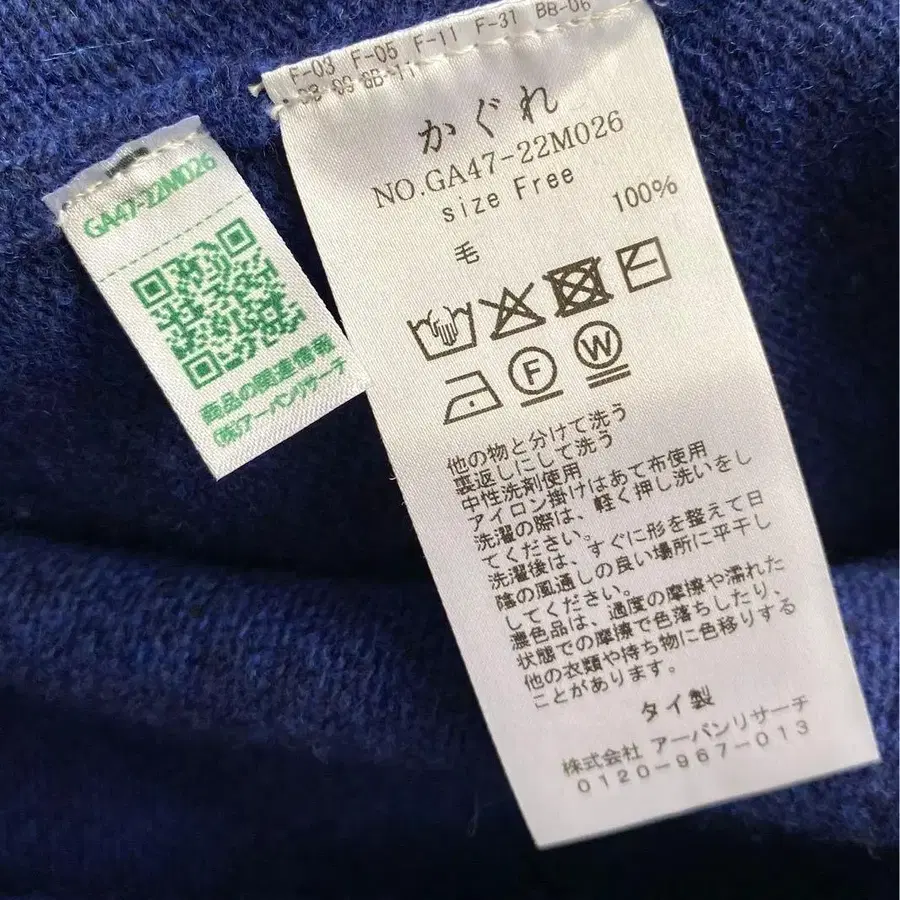 F-03 F-05 F-11 F-31 BB-06
GA47-22M026
商品の関連情報
(株)アーバンリサーチ
かぐれ
NO.GA47-22M026
size Free
毛 100%
F
W
他の物と分けて洗う
裏返しにして洗う
中性洗剤使用
アイロン掛けはあて布使用
洗濯の際は、軽く押し洗いをし
てください。
洗濯後は、すぐに形を整えて日
陰の風通しの良い場所に平干し
してください。
濃色品は、過度の摩擦や濡れた
状態での摩擦で色落ちしたり、
他の衣類や持ち物に色移りする
ことがあります。
タイ製
株式会社 アーバンリサーチ
0120-967-013